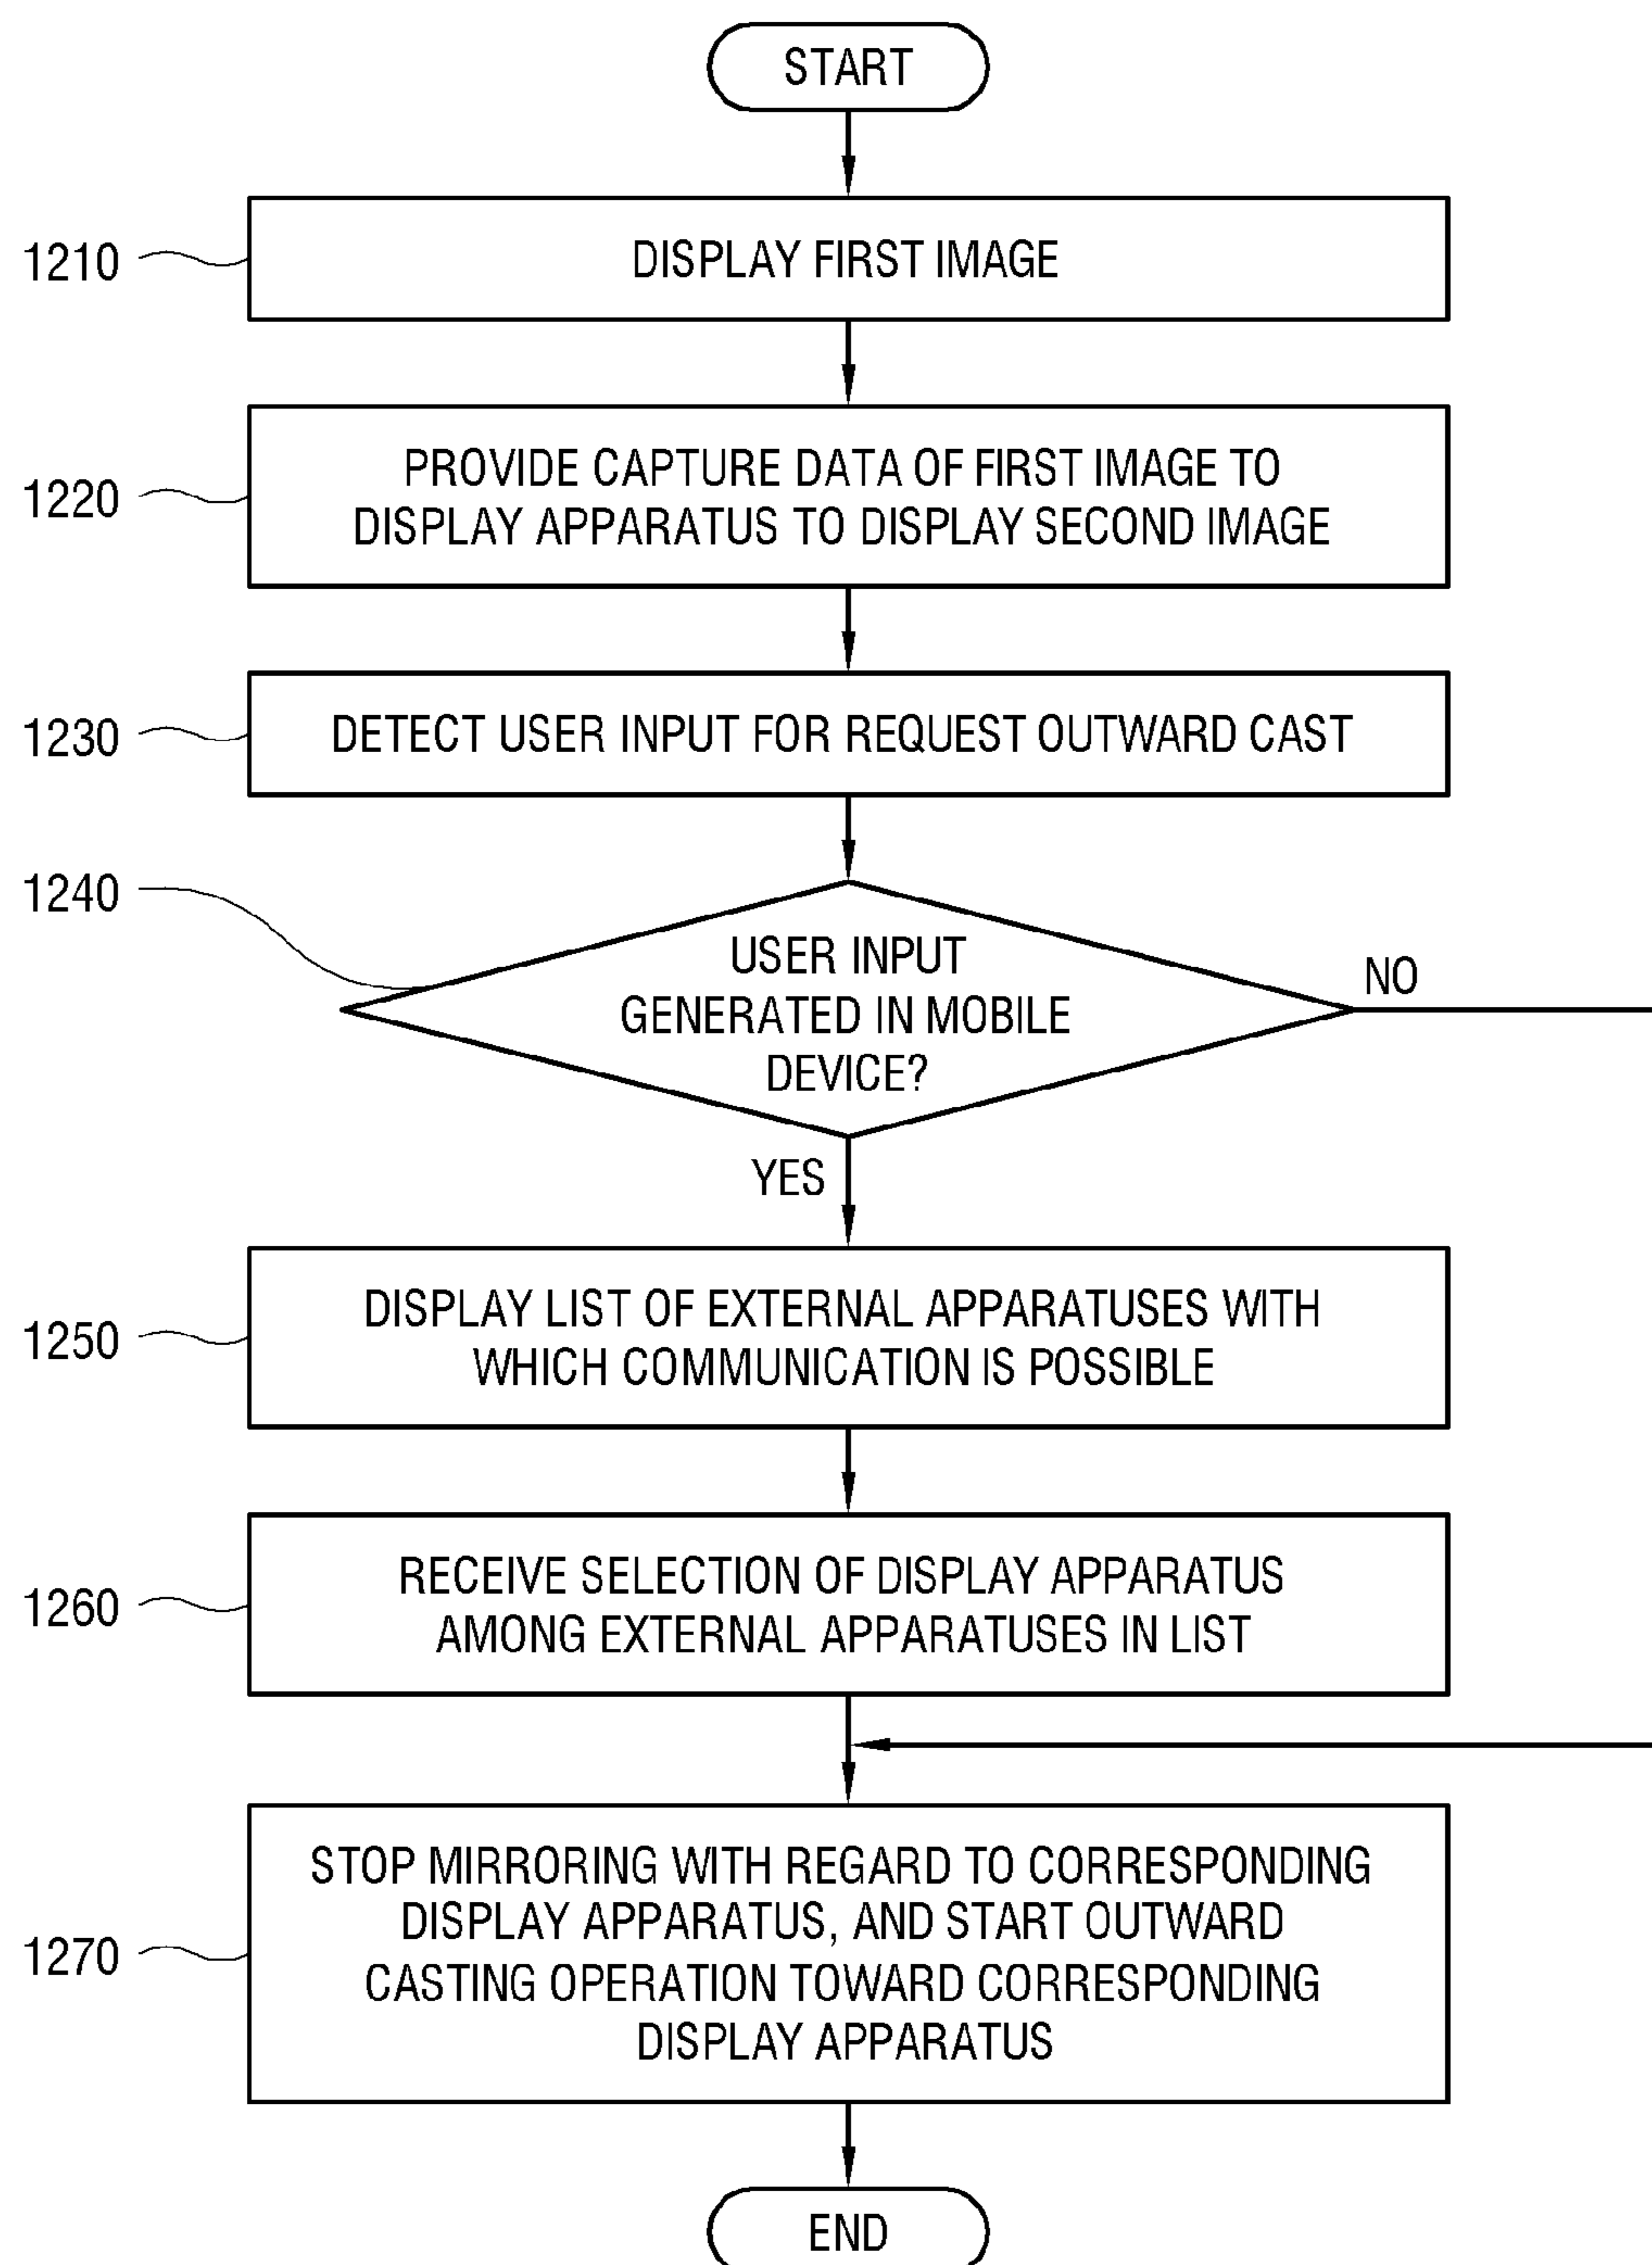 START
1210
DISPLAY FIRST IMAGE
1220
PROVIDE CAPTURE DATA OF FIRST IMAGE TO
DISPLAY APPARATUS TO DISPLAY SECOND IMAGE
1230
DETECT USER INPUT FOR REQUEST OUTWARD CAST
1240
USER INPUT
GENERATED IN MOBILE
DEVICE?
NO
YES
1250
DISPLAY LIST OF EXTERNAL APPARATUSES WITH
WHICH COMMUNICATION IS POSSIBLE
1260
RECEIVE SELECTION OF DISPLAY APPARATUS
AMONG EXTERNAL APPARATUSES IN LIST
1270
STOP MIRRORING WITH REGARD TO CORRESPONDING
DISPLAY APPARATUS, AND START OUTWARD
CASTING OPERATION TOWARD CORRESPONDING
DISPLAY APPARATUS
END